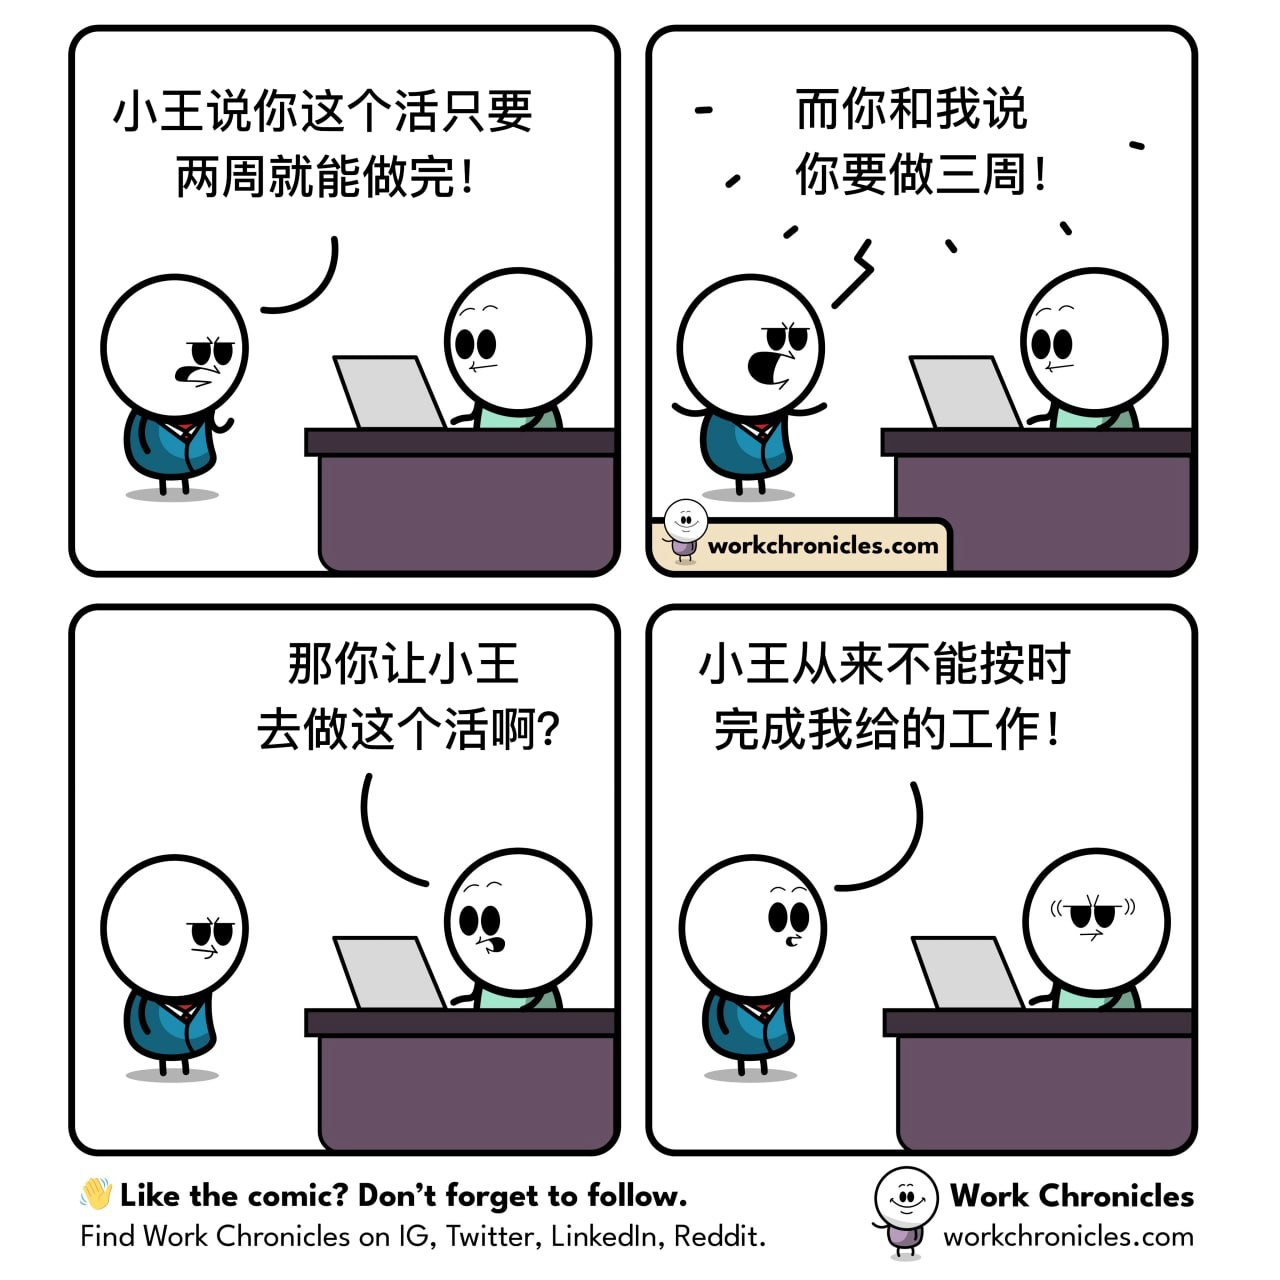 小王说你这个活只要
两周就能做完！
而你和我说
你要做三周！
workchronicles.com
那你让小王
去做这个活啊？
小王从来不能按时
完成我给的工作！
👋 Like the comic? Don’t forget to follow.
Find Work Chronicles on IG, Twitter, LinkedIn, Reddit.
Work Chronicles
workchronicles.com